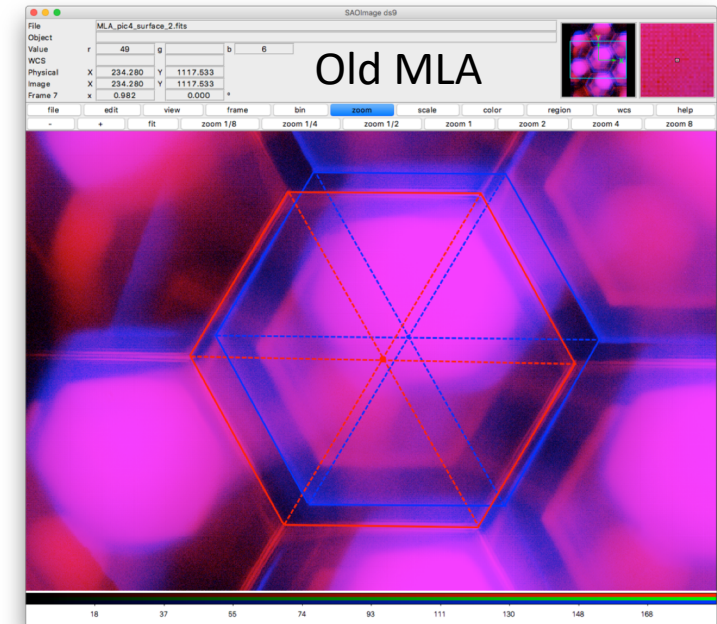 SAOImage ds9
File MLA_pic4_surface_2.fits
Object
Value r 49 g b 6
WCS
Physical X 234.280 Y 1117.533
Image X 234.280 Y 1117.533
Frame 7 x 0.982 0.000 °
Old MLA
file edit view frame bin zoom scale color region wcs help
- + fit zoom 1/8 zoom 1/4 zoom 1/2 zoom 1 zoom 2 zoom 4 zoom 8
18 37 55 74 93 111 130 148 168